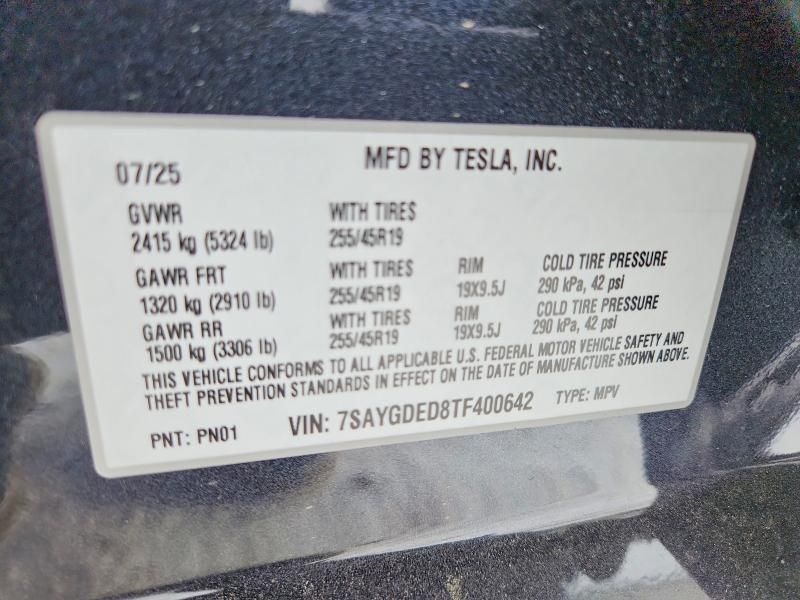 07/25 MFD BY TESLA, INC.
GVWR WITH TIRES
2415 kg (5324 lb) 255/45R19
GAWR FRT WITH TIRES RIM COLD TIRE PRESSURE
1320 kg (2910 lb) 255/45R19 19X9.5J 290 kPa, 42 psi
GAWR RR WITH TIRES RIM COLD TIRE PRESSURE
1500 kg (3306 lb) 255/45R19 19X9.5J 290 kPa, 42 psi
THIS VEHICLE CONFORMS TO ALL APPLICABLE U.S. FEDERAL MOTOR VEHICLE SAFETY AND
THEFT PREVENTION STANDARDS IN EFFECT ON THE DATE OF MANUFACTURE SHOWN ABOVE.
PNT: PN01 VIN: 7SAYGDED8TF400642 TYPE: MPV